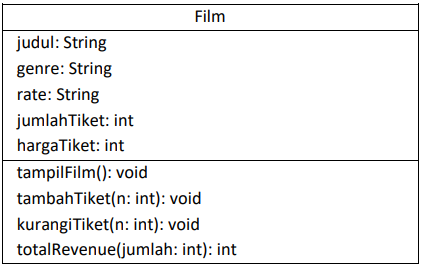 Film
judul: String
genre: String
rate: String
jumlahTiket: int
hargaTiket: int
tampilFilm(): void
tambahTiket(n: int): void
kurangiTiket(n: int): void
totalRevenue(jumlah: int): int